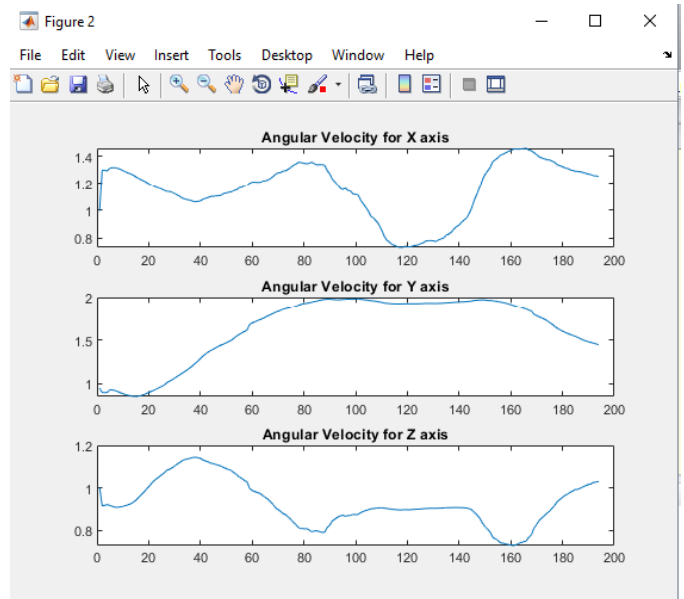 Figure 2
File Edit View Insert Tools Desktop Window Help
Angular Velocity for X axis
1.4
1.2
1
0.8
0 20 40 60 80 100 120 140 160 180 200
Angular Velocity for Y axis
2
1.5
1
0 20 40 60 80 100 120 140 160 180 200
Angular Velocity for Z axis
1.2
1
0.8
0 20 40 60 80 100 120 140 160 180 200